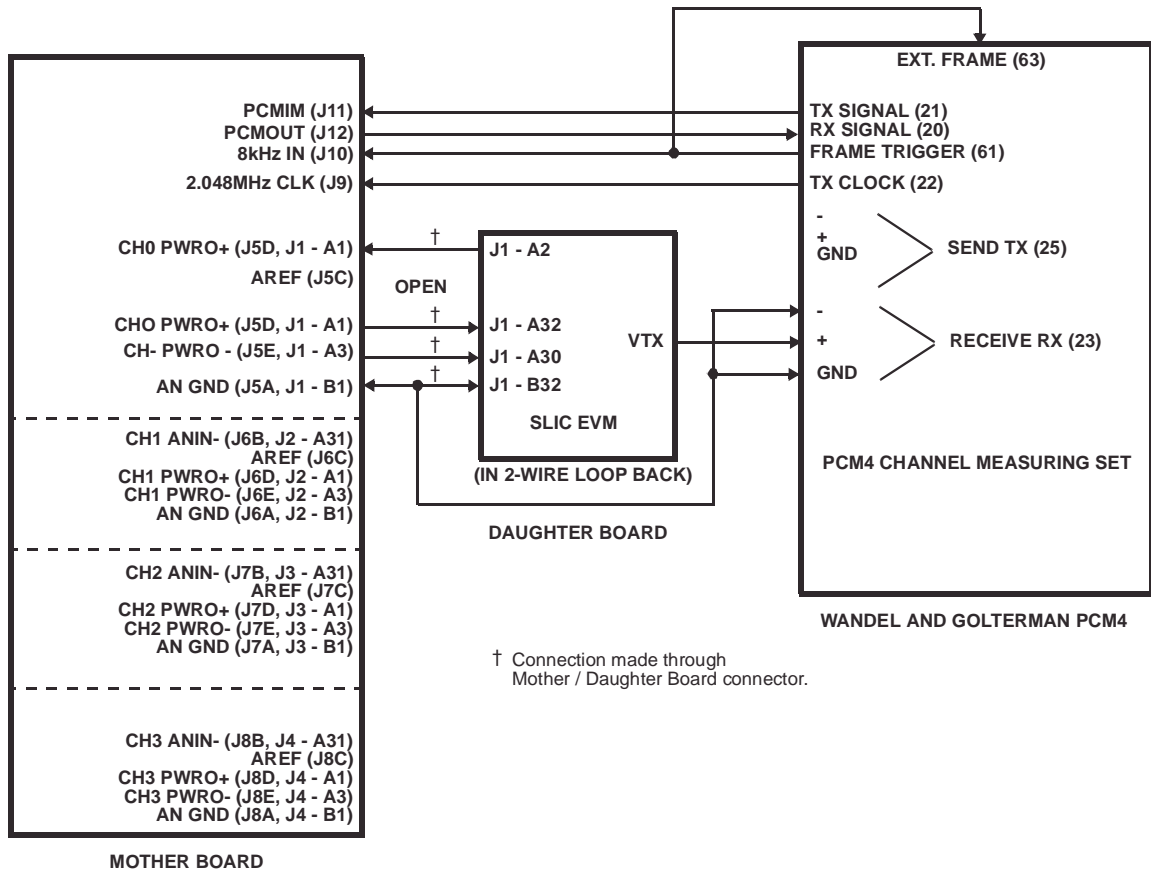 EXT. FRAME (63)
PCMIM (J11)
PCMOUT (J12)
8kHz IN (J10)
2.048MHz CLK (J9)
TX SIGNAL (21)
RX SIGNAL (20)
FRAME TRIGGER (61)
TX CLOCK (22)
-
+
GND
SEND TX (25)
CH0 PWRO+ (J5D, J1 - A1)
AREF (J5C)
CHO PWRO+ (J5D, J1 - A1)
CH- PWRO - (J5E, J1 - A3)
AN GND (J5A, J1 - B1)
†
OPEN
†
†
†
J1 - A2
J1 - A32
J1 - A30
J1 - B32
VTX
SLIC EVM
(IN 2-WIRE LOOP BACK)
DAUGHTER BOARD
-
+
GND
RECEIVE RX (23)
PCM4 CHANNEL MEASURING SET
WANDEL AND GOLTERMAN PCM4
CH1 ANIN- (J6B, J2 - A31)
AREF (J6C)
CH1 PWRO+ (J6D, J2 - A1)
CH1 PWRO- (J6E, J2 - A3)
AN GND (J6A, J2 - B1)
CH2 ANIN- (J7B, J3 - A31)
AREF (J7C)
CH2 PWRO+ (J7D, J3 - A1)
CH2 PWRO- (J7E, J3 - A3)
AN GND (J7A, J3 - B1)
† Connection made through
Mother / Daughter Board connector.
CH3 ANIN- (J8B, J4 - A31)
AREF (J8C)
CH3 PWRO+ (J8D, J4 - A1)
CH3 PWRO- (J8E, J4 - A3)
AN GND (J8A, J4 - B1)
MOTHER BOARD